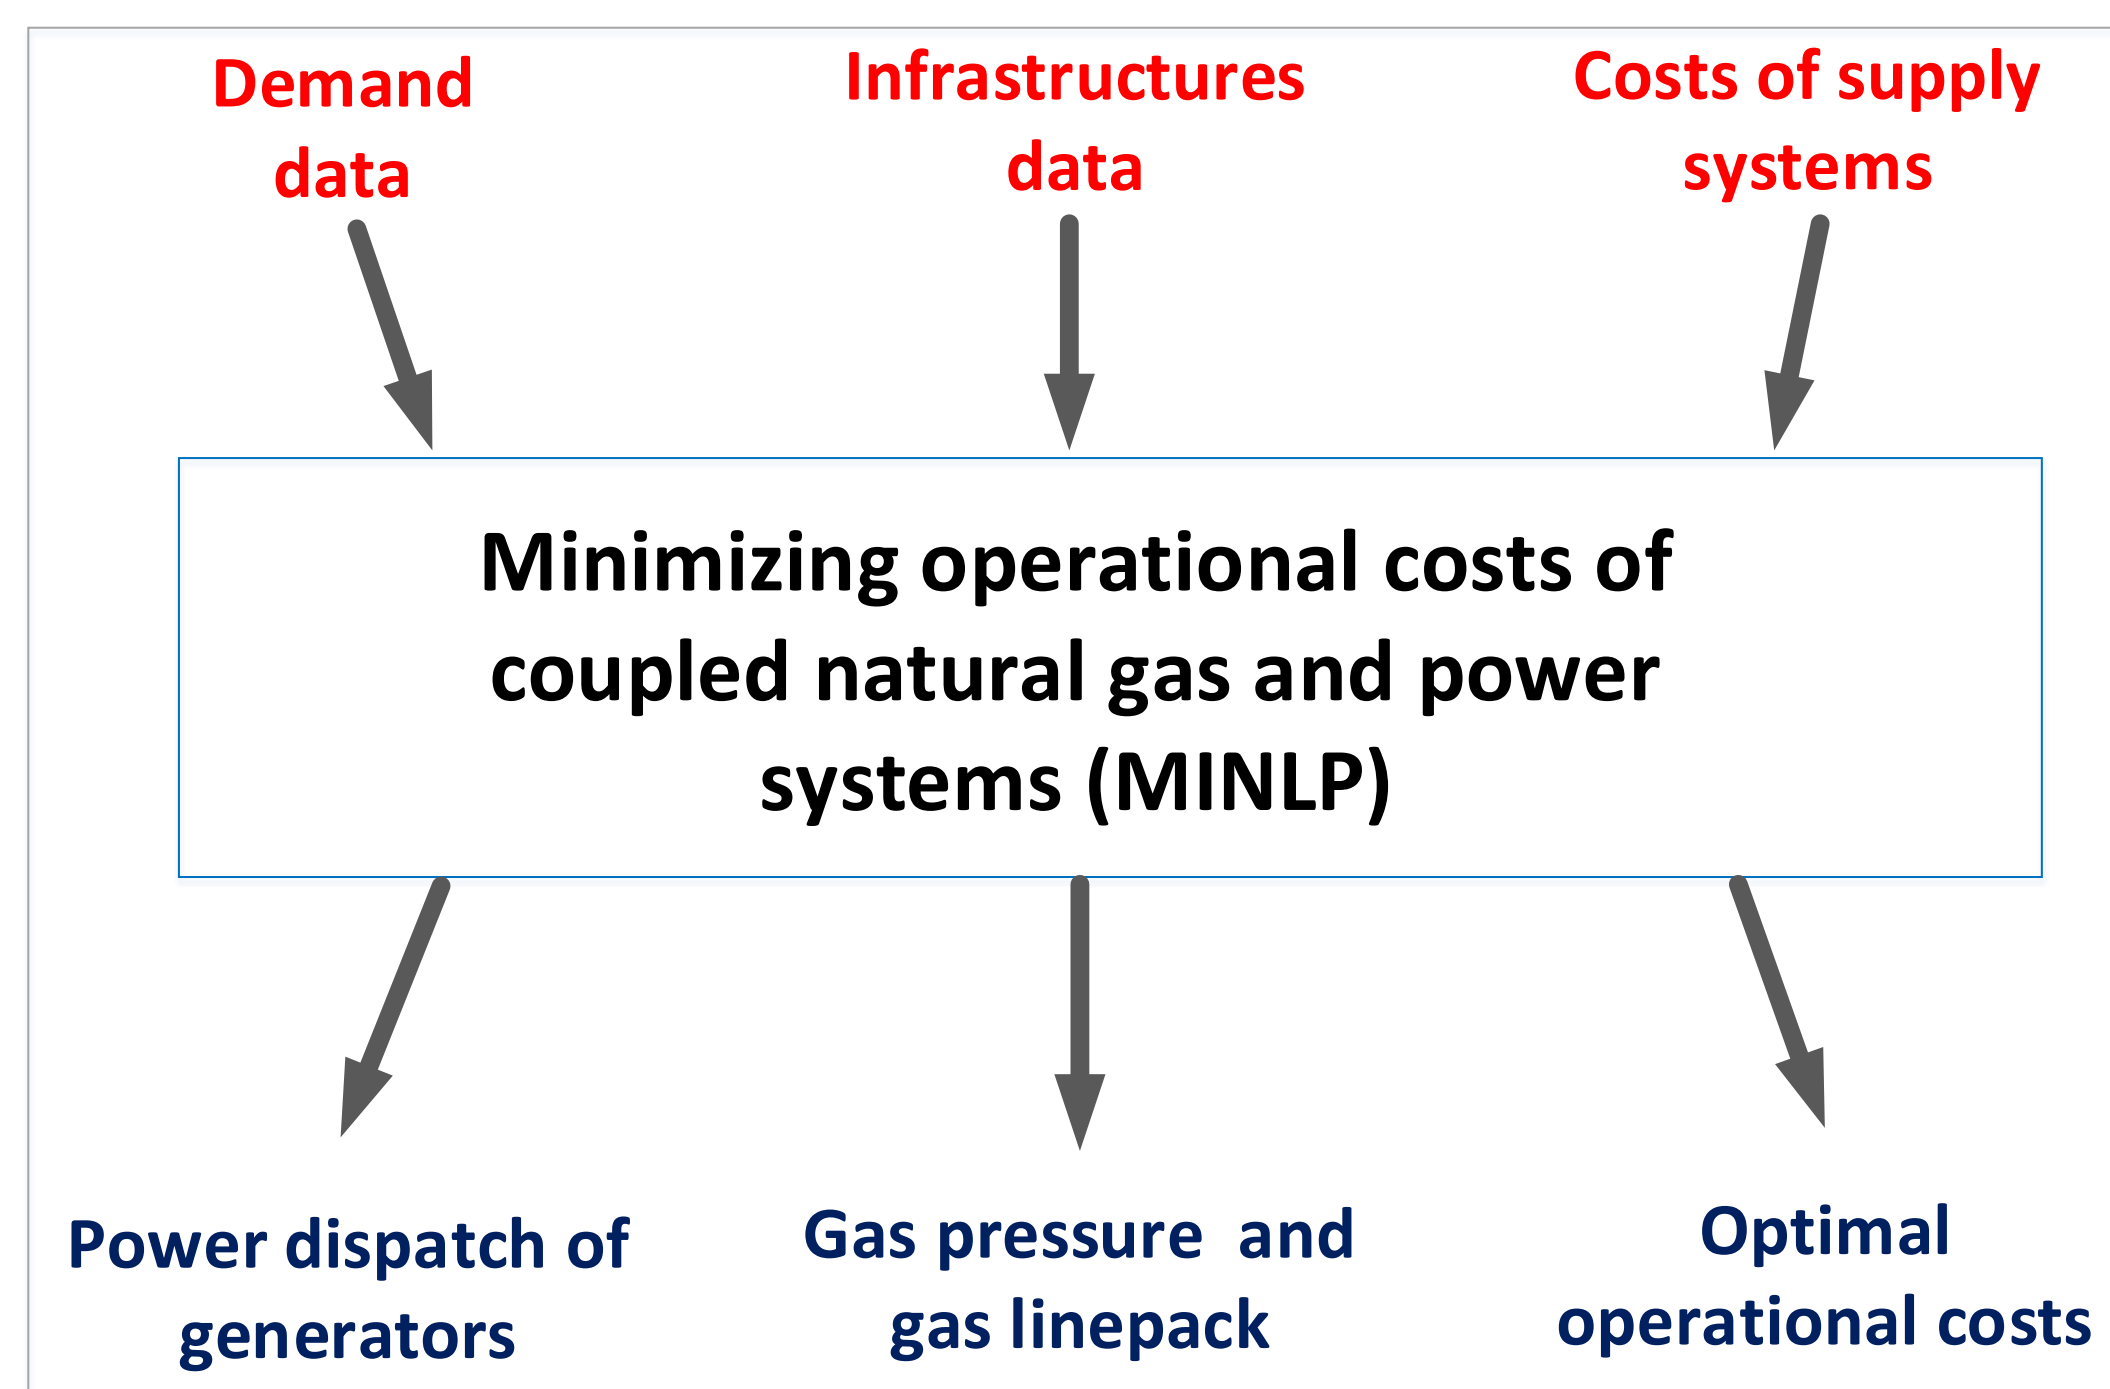 Demand
data
Infrastructures
data
Costs of supply
systems
Minimizing operational costs of
coupled natural gas and power
systems (MINLP)
Power dispatch of
generators
Gas pressure  and
gas linepack
Optimal
operational costs